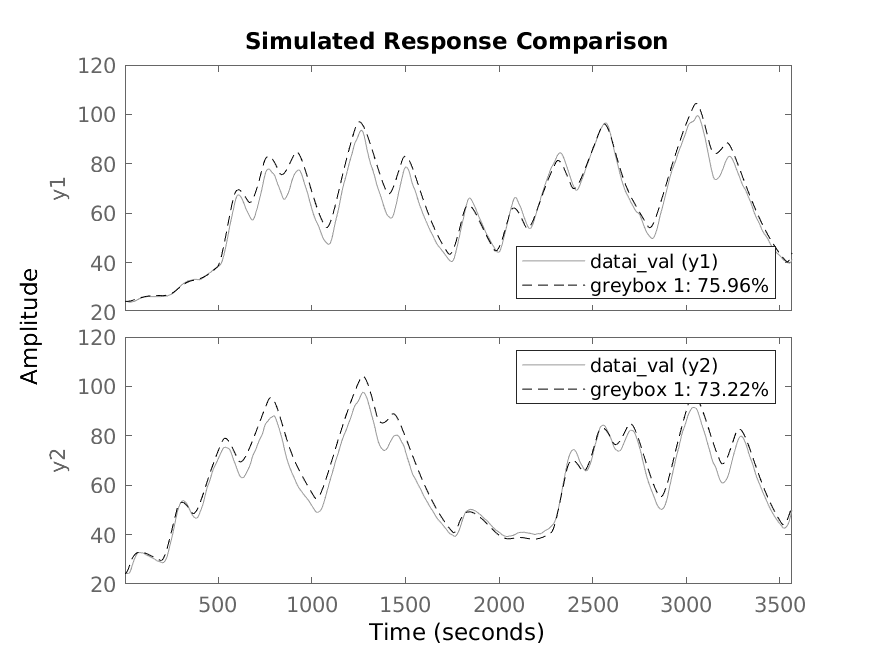 Simulated Response Comparison
120
100
80
60
40
20
y1
datai_val (y1)
greybox 1: 75.96%
Amplitude
120
100
80
60
40
20
y2
datai_val (y2)
greybox 1: 73.22%
500 1000 1500 2000 2500 3000 3500
Time (seconds)